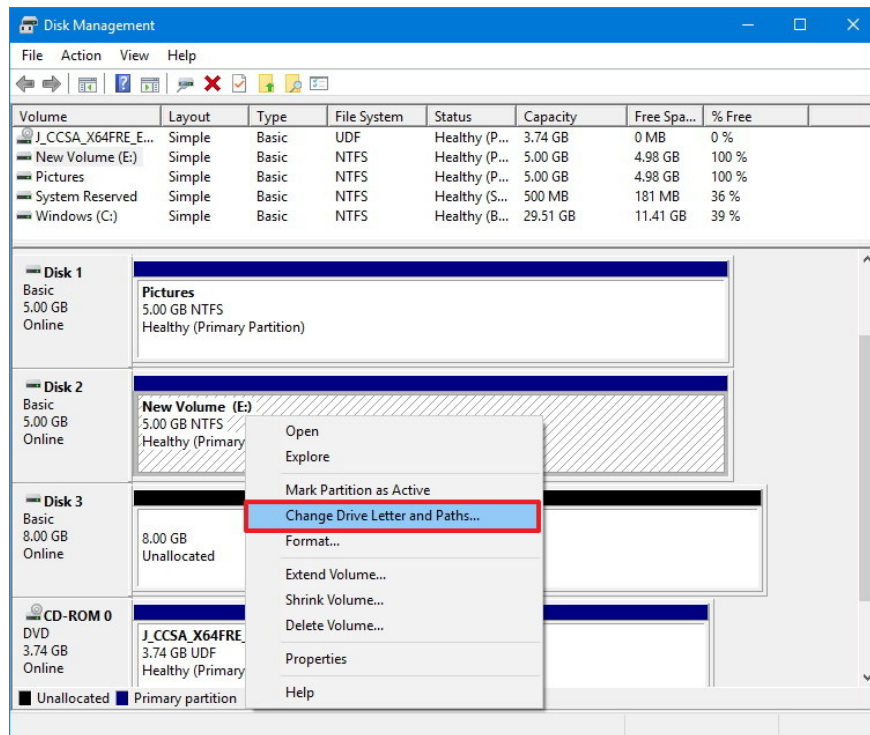 Disk Management
File Action View Help
Volume Layout Type File System Status Capacity Free Spa... % Free
J_CCSA_X64FRE_E... Simple Basic UDF Healthy (P... 3.74 GB 0 MB 0 %
New Volume (E:) Simple Basic NTFS Healthy (P... 5.00 GB 4.98 GB 100 %
Pictures Simple Basic NTFS Healthy (P... 5.00 GB 4.98 GB 100 %
System Reserved Simple Basic NTFS Healthy (S... 500 MB 181 MB 36 %
Windows (C:) Simple Basic NTFS Healthy (B... 29.51 GB 11.41 GB 39 %
Disk 1
Basic
5.00 GB
Online
Pictures
5.00 GB NTFS
Healthy (Primary Partition)
Disk 2
Basic
5.00 GB
Online
New Volume (E:)
5.00 GB NTFS
Healthy (Primary
Open
Explore
Mark Partition as Active
Change Drive Letter and Paths...
Format...
Extend Volume...
Shrink Volume...
Delete Volume...
Properties
Help
Disk 3
Basic
8.00 GB
Online
8.00 GB
Unallocated
CD-ROM 0
DVD
3.74 GB
Online
J_CCSA_X64FRE_
3.74 GB UDF
Healthy (Primary
Unallocated Primary partition